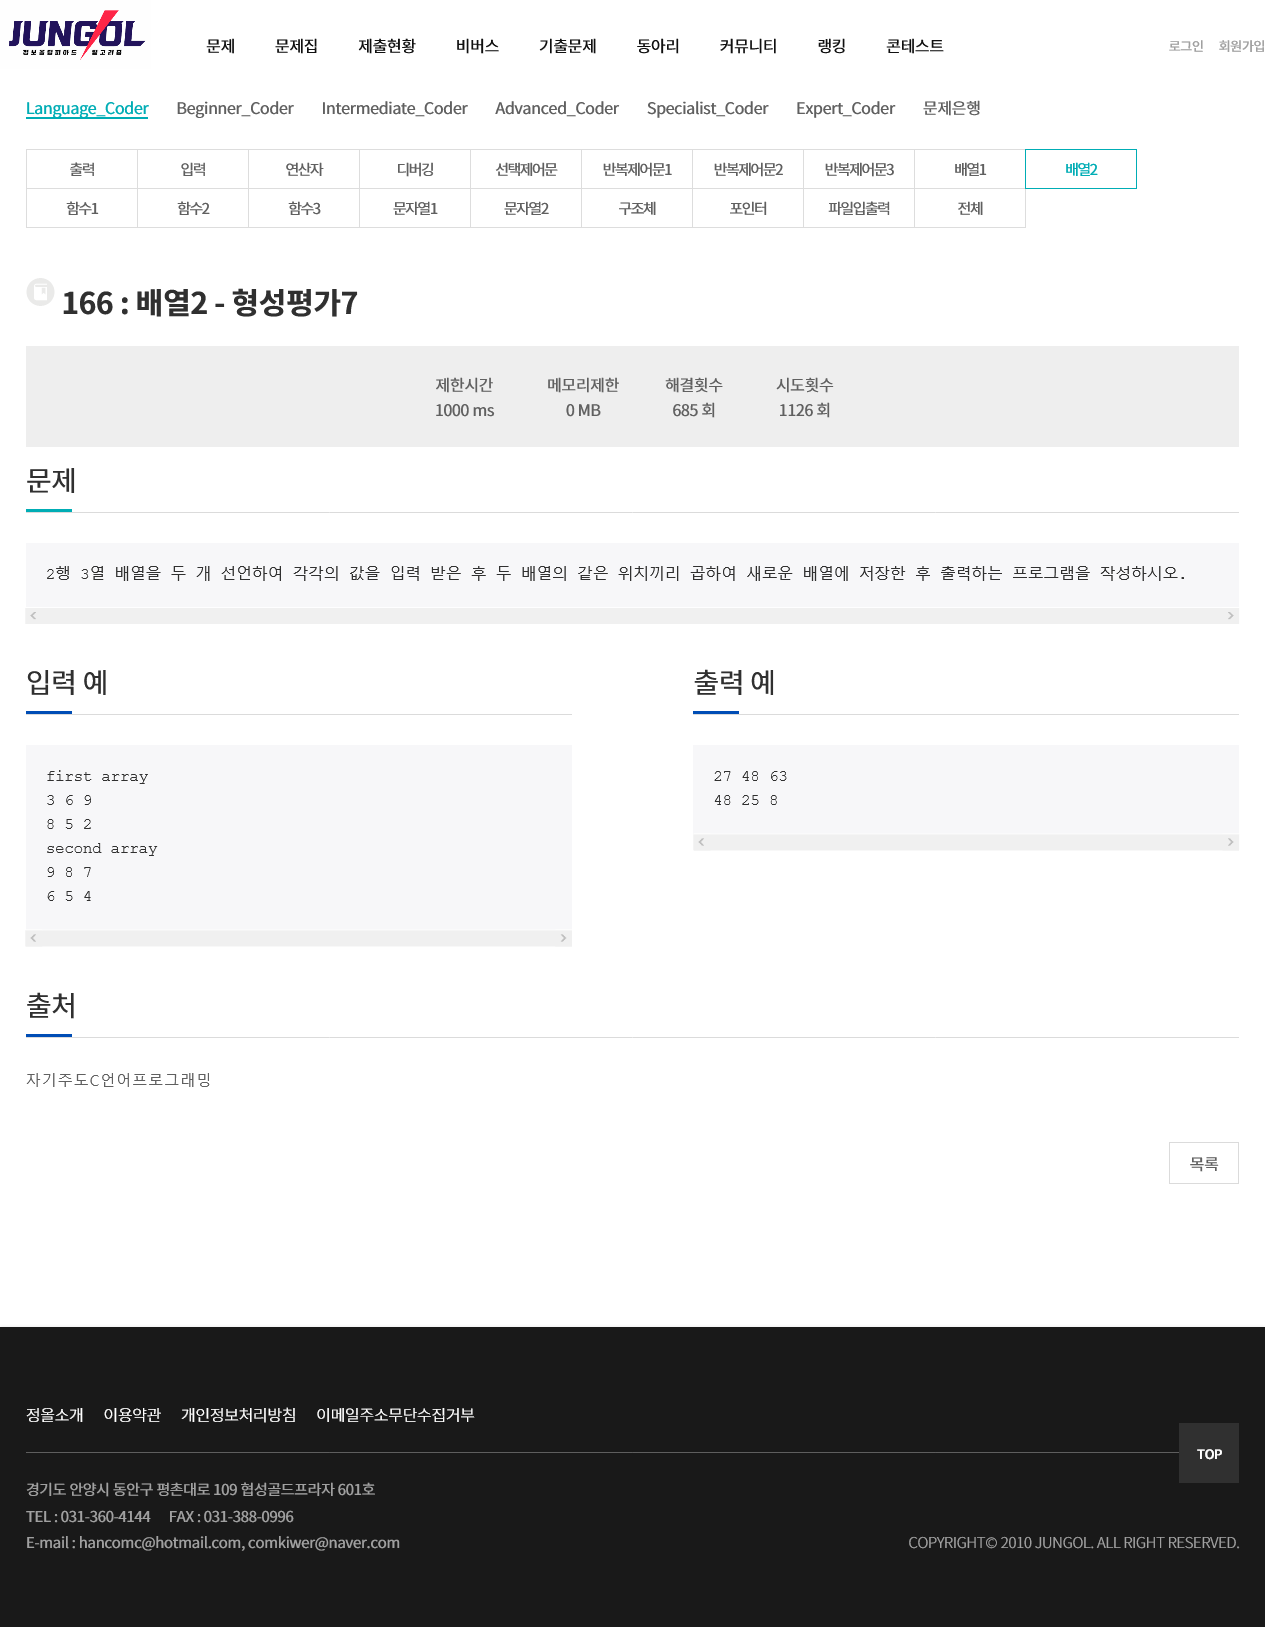 JUNGOL
정보올림피아드 알고리즘
문제 문제집 제출현황 비버스 기출문제 동아리 커뮤니티 랭킹 콘테스트 로그인 회원가입
Language_Coder Beginner_Coder Intermediate_Coder Advanced_Coder Specialist_Coder Expert_Coder 문제은행
출력 입력 연산자 디버깅 선택제어문 반복제어문1 반복제어문2 반복제어문3 배열1 배열2
함수1 함수2 함수3 문자열1 문자열2 구조체 포인터 파일입출력 전체
166 : 배열2 - 형성평가7
제한시간 메모리제한 해결횟수 시도횟수
1000 ms 0 MB 685 회 1126 회
문제
2행 3열 배열을 두 개 선언하여 각각의 값을 입력 받은 후 두 배열의 같은 위치끼리 곱하여 새로운 배열에 저장한 후 출력하는 프로그램을 작성하시오.
입력 예
first array
3 6 9
8 5 2
second array
9 8 7
6 5 4
출력 예
27 48 63
48 25 8
출처
자기주도C언어프로그래밍
목록
정올소개 이용약관 개인정보처리방침 이메일주소무단수집거부
TOP
경기도 안양시 동안구 평촌대로 109 협성골드프라자 601호
TEL : 031-360-4144 FAX : 031-388-0996
E-mail : hancomc@hotmail.com, comkiwer@naver.com
COPYRIGHT© 2010 JUNGOL. ALL RIGHT RESERVED.